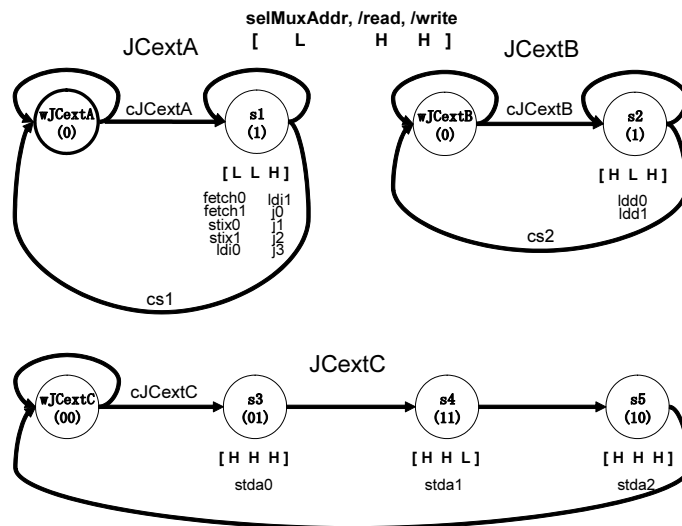 selMuxAddr, /read, /write
[ L H H ]
JCextA
JCextB
wJCextA
(0)
cJCextA
s1
(1)
wJCextB
(0)
cJCextB
s2
(1)
[ L L H ]
fetch0 ldi1
fetch1 j0
stix0 j1
stix1 j2
ldi0 j3
[ H L H ]
ldd0
ldd1
cs1
cs2
JCextC
wJCextC
(00)
cJCextC
s3
(01)
s4
(11)
s5
(10)
[ H H H ]
[ H H L ]
[ H H H ]
stda0
stda1
stda2